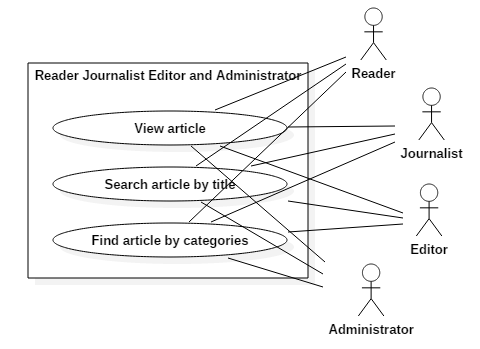 Reader
Reader Journalist Editor and Administrator
View article
Journalist
Search article by title
Find article by categories
Editor
Administrator